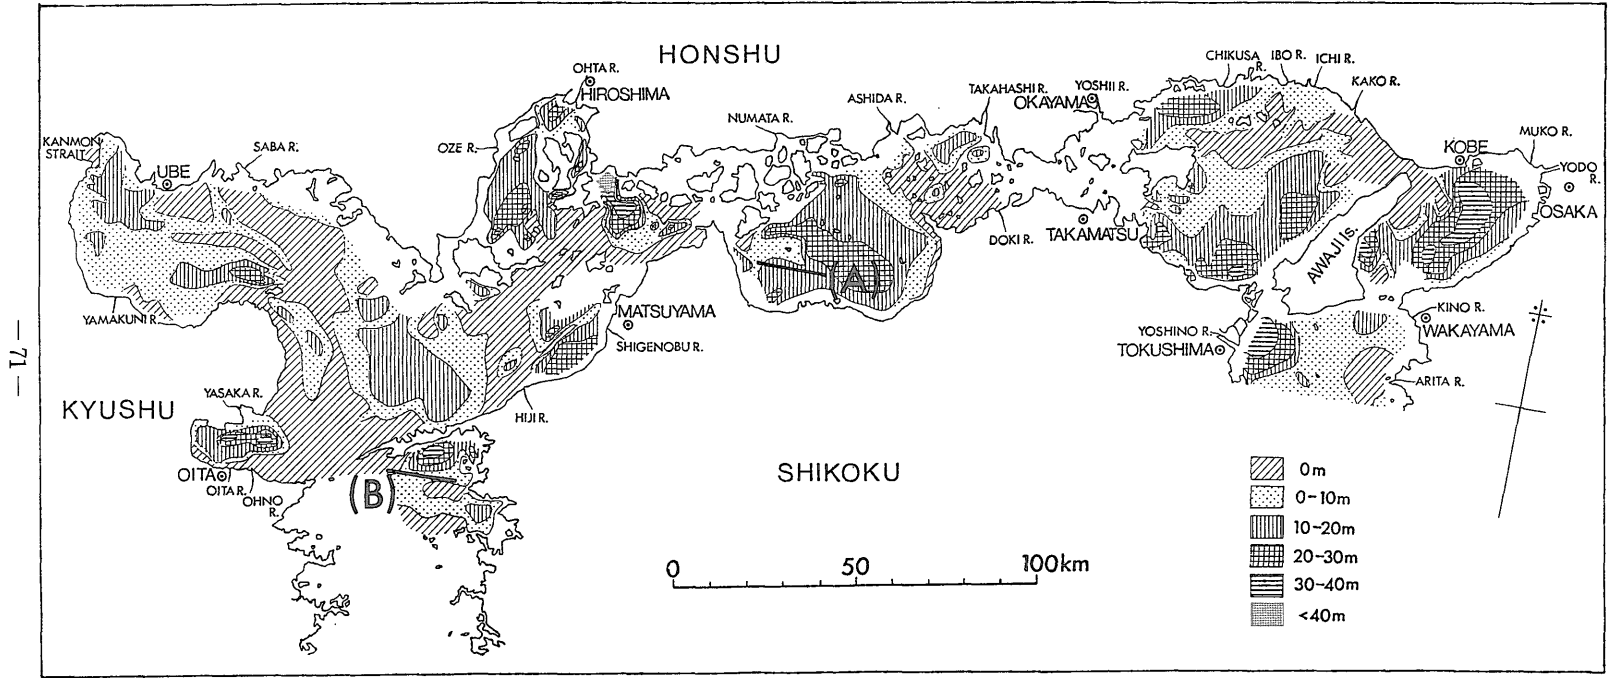 HONSHU
OHTA R.
HIROSHIMA
CHIKUSA R.
IBO R.
ICHI R.
KAKO R.
TAKAHASHI R.
YOSHII R.
OKAYAMA
ASHIDA R.
NUMATA R.
MUKO R.
KOBE
YODO R.
OSAKA
KANMON STRAIT
UBE
SABA R.
OZE R.
DOKI R.
TAKAMATSU
AWAJI Is.
(A)
YAMAKUNI R.
MATSUYAMA
SHIGENOBU R.
KINO R.
WAKAYAMA
YOSHINO R.
TOKUSHIMA
ARITA R.
— 71 —
YASAKA R.
KYUSHU
HIJI R.
OITA
OITA R.
OHNO R.
(B)
SHIKOKU
0 50 100km
0m
0-10m
10-20m
20-30m
30-40m
<40m